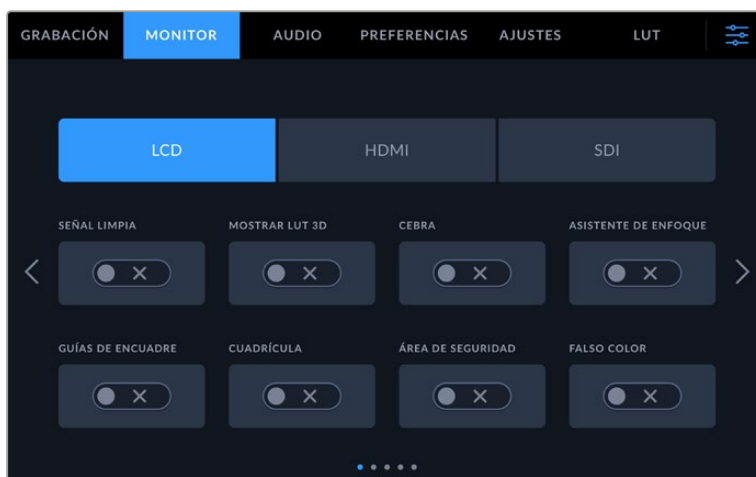 GRABACIÓN MONITOR AUDIO PREFERENCIAS AJUSTES LUT
LCD HDMI SDI
SEÑAL LIMPIA MOSTRAR LUT 3D CEBRA ASISTENTE DE ENFOQUE
GUÍAS DE ENCUADRE CUADRÍCULA ÁREA DE SEGURIDAD FALSO COLOR